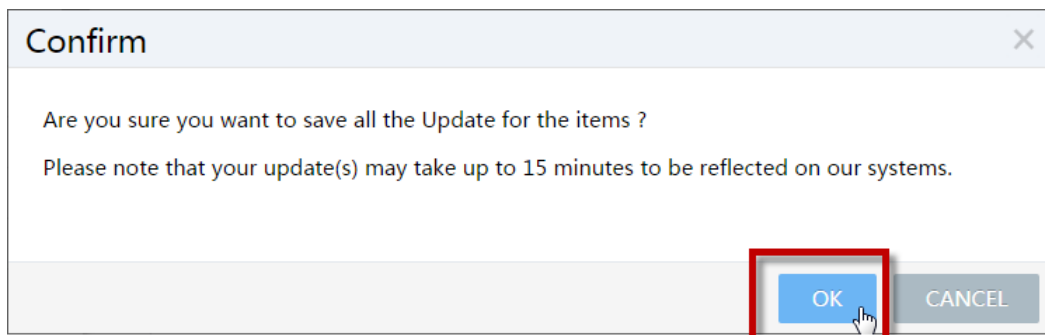 Confirm
Are you sure you want to save all the Update for the items ?
Please note that your update(s) may take up to 15 minutes to be reflected on our systems.
OK CANCEL